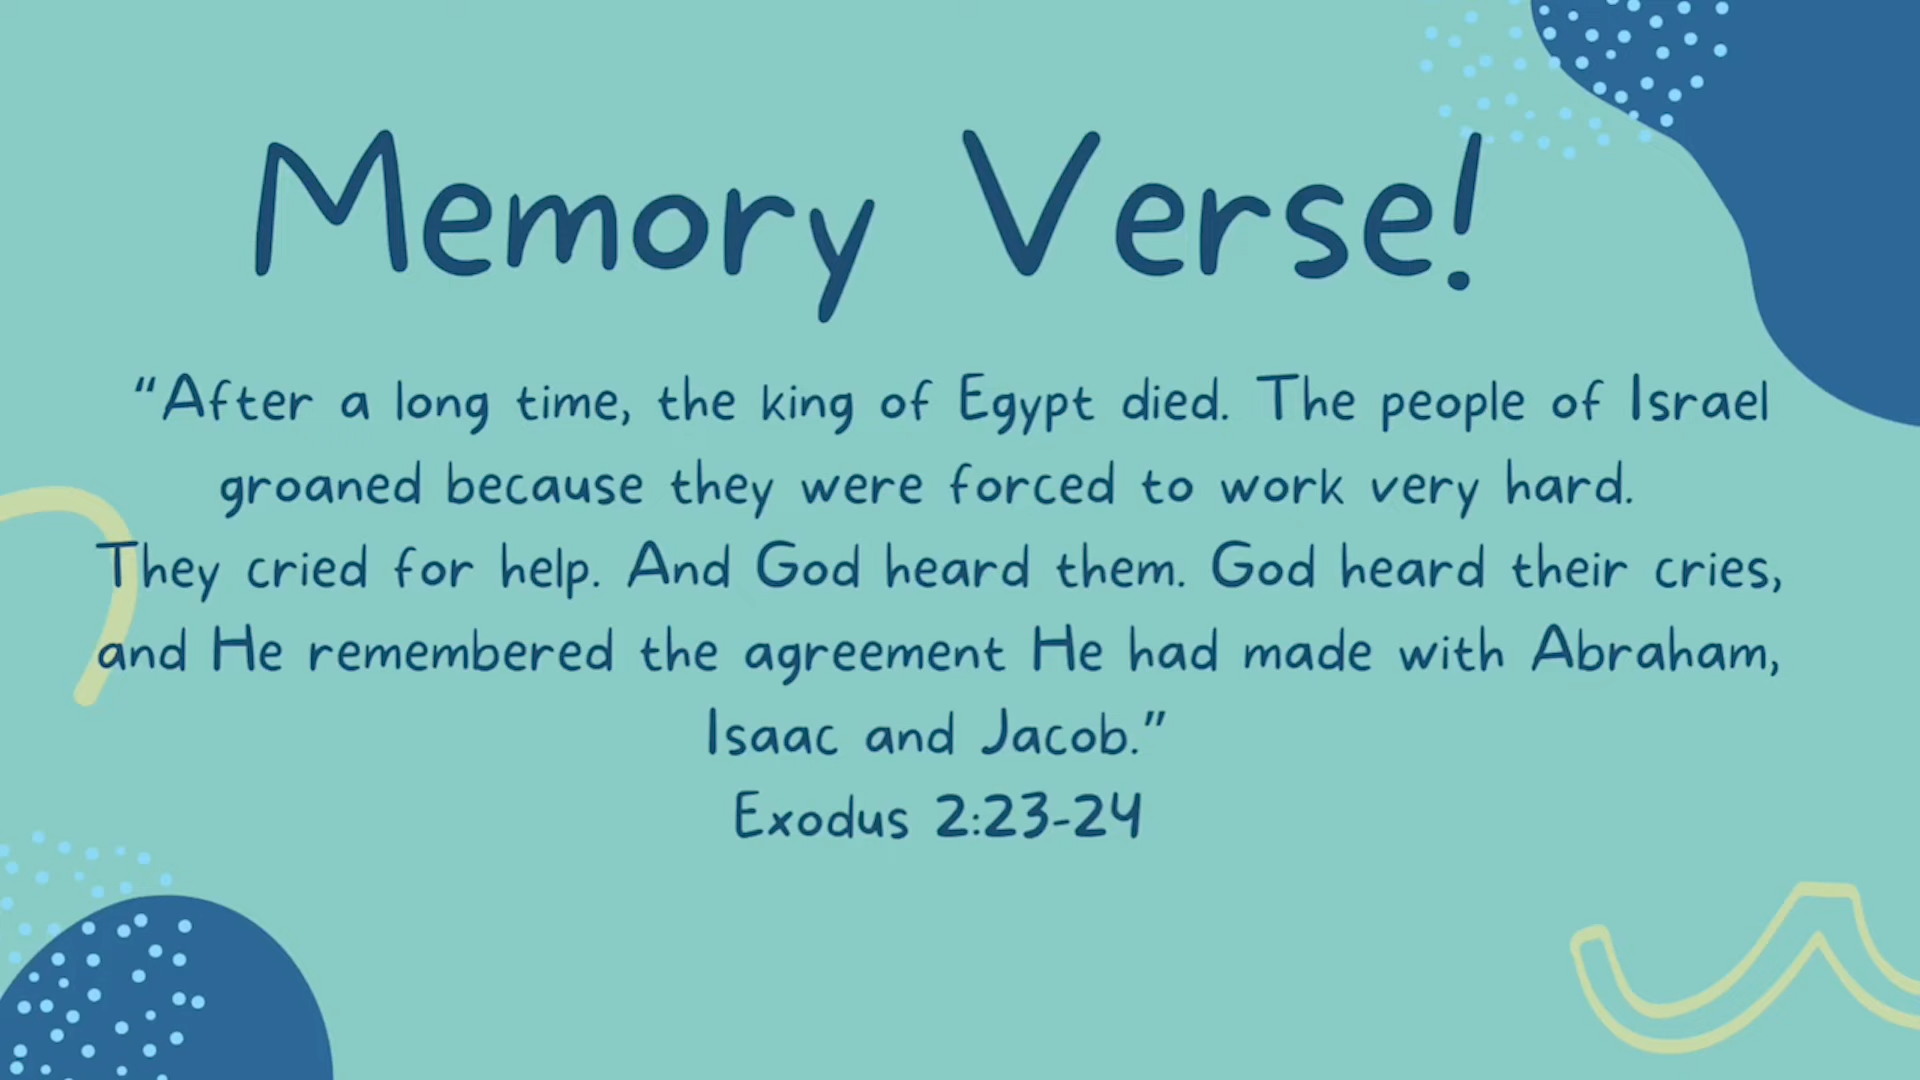 Memory Verse!
“After a long time, the king of Egypt died. The people of Israel
groaned because they were forced to work very hard.
They cried for help. And God heard them. God heard their cries,
and He remembered the agreement He had made with Abraham,
Isaac and Jacob.”
Exodus 2:23-24